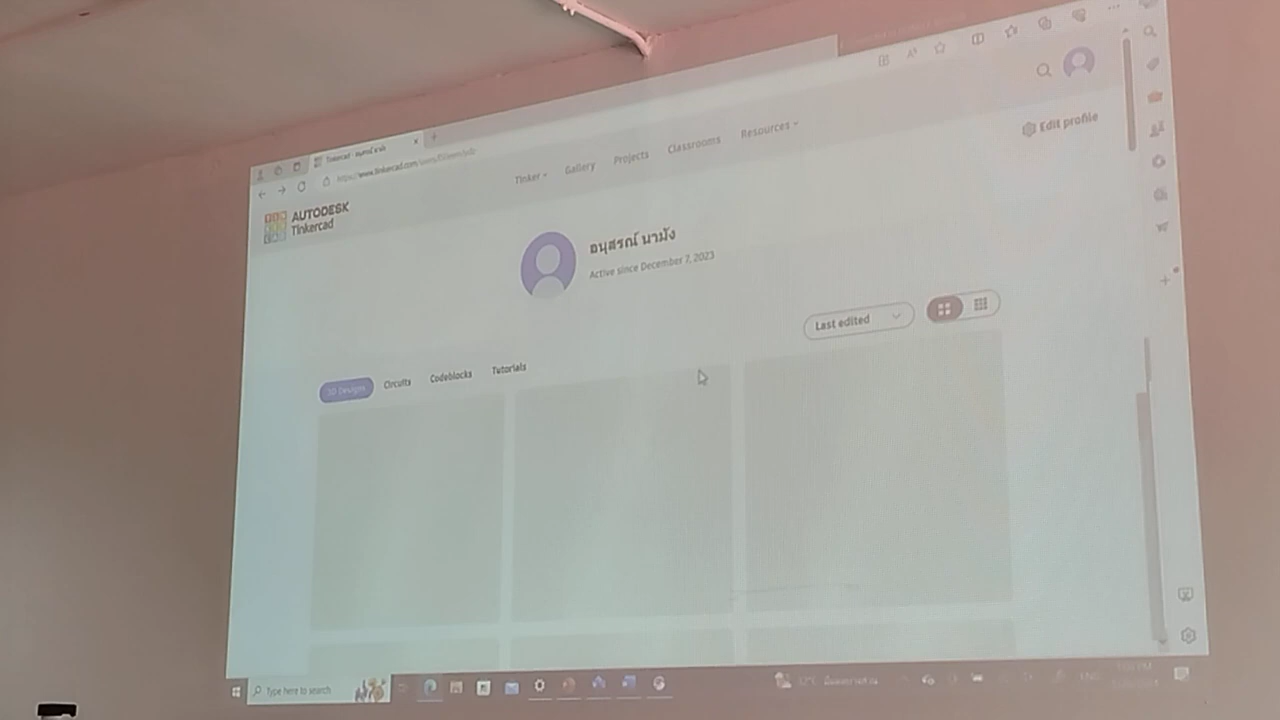 Tinkercad
Tinker
Gallery
Projects
Classrooms
Resources
AUTODESK
Tinkercad
Edit profile
อนุสรณ์ นามัง
Active since December 7, 2023
Last edited
3D Designs
Circuits
Codeblocks
Tutorials
Type here to search